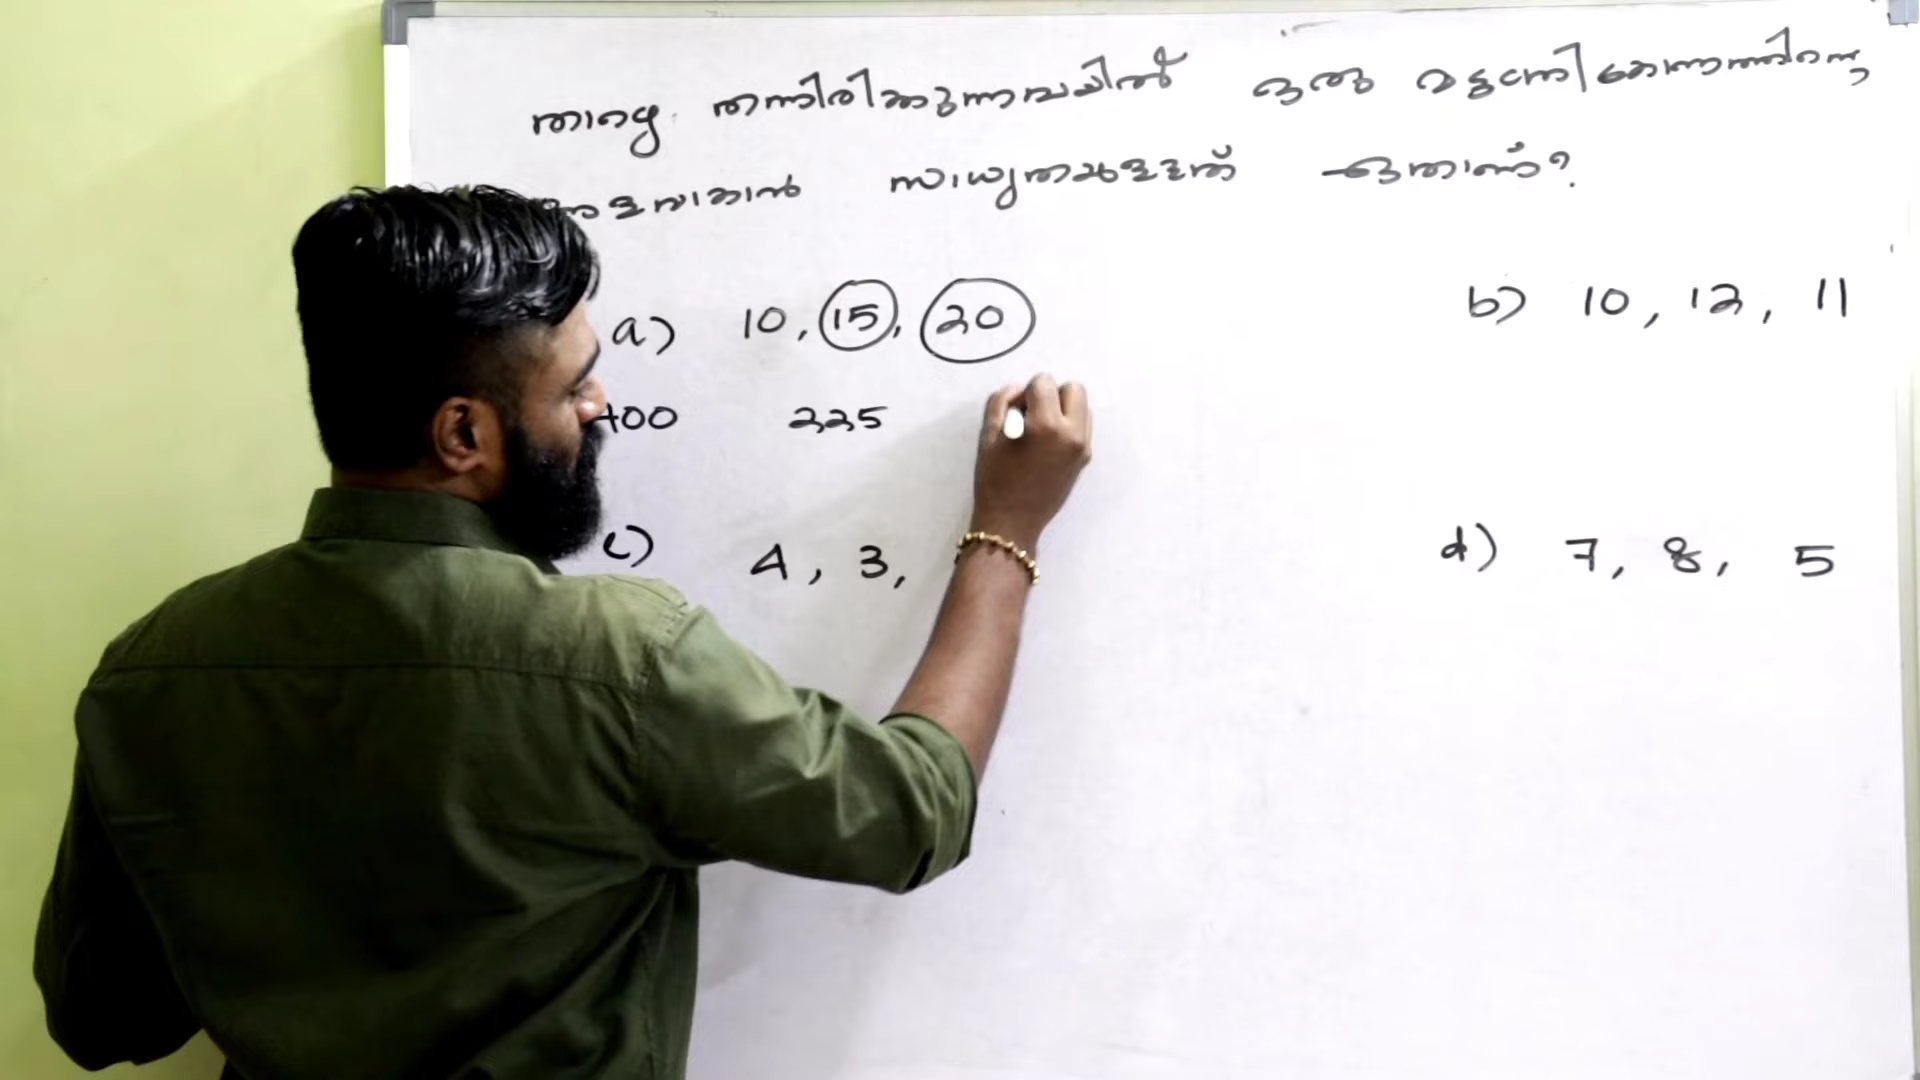 താഴെ തന്നിരിക്കുന്നവയിൽ ഒരു മട്ടത്രികോണത്തിന്റെ
അളവാകാൻ സാധ്യതയുള്ളത് ഏതാണ്?
a) 10, 15, 20
b) 10, 12, 11
400 225
c) 4, 3,
d) 7, 8, 5